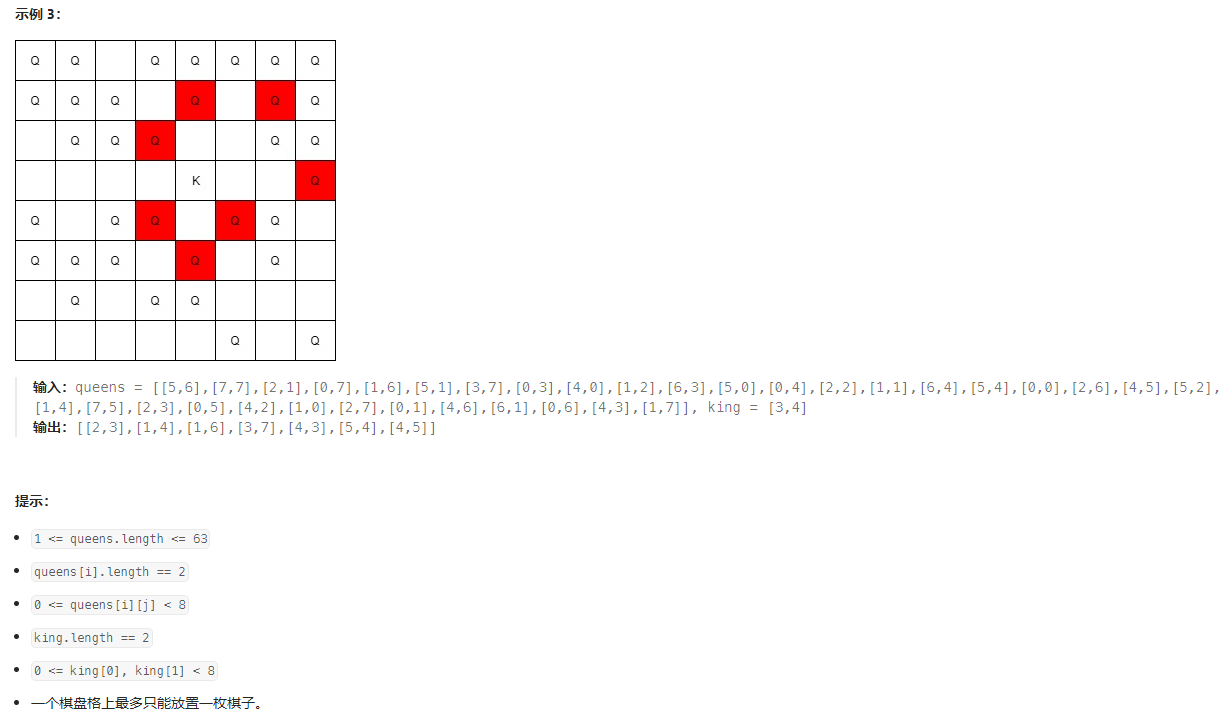 示例 3:
Q Q Q Q Q Q Q
Q Q Q Q Q Q
Q Q Q Q Q
K Q
Q Q Q Q Q
Q Q Q Q Q
Q Q Q
Q Q
输入: queens = [[5,6],[7,7],[2,1],[0,7],[1,6],[5,1],[3,7],[0,3],[4,0],[1,2],[6,3],[5,0],[0,4],[2,2],[1,1],[6,4],[5,4],[0,0],[2,6],[4,5],[5,2],
[1,4],[7,5],[2,3],[0,5],[4,2],[1,0],[2,7],[0,1],[4,6],[6,1],[0,6],[4,3],[1,7]], king = [3,4]
输出: [[2,3],[1,4],[1,6],[3,7],[4,3],[5,4],[4,5]]
提示:
1 <= queens.length <= 63
queens[i].length == 2
0 <= queens[i][j] < 8
king.length == 2
0 <= king[0], king[1] < 8
一个棋盘格上最多只能放置一枚棋子。